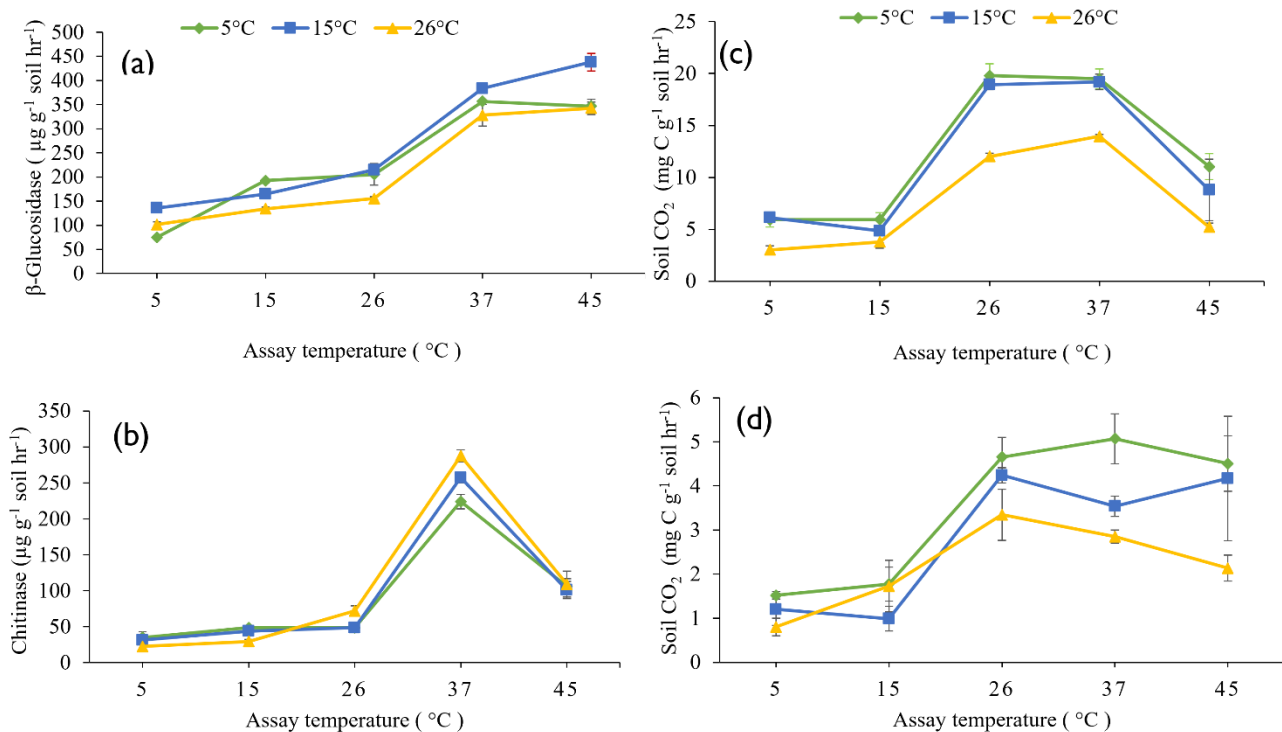 5°C 15°C 26°C
(a)
β-Glucosidase ( µg g⁻¹ soil hr⁻¹)
500
450
400
350
300
250
200
150
100
50
0
5 15 26 37 45
Assay temperature ( °C )
5°C 15°C 26°C
(c)
Soil CO₂ (mg C g⁻¹ soil hr⁻¹)
25
20
15
10
5
0
5 15 26 37 45
Assay temperature ( °C )
(b)
Chitinase (µg g⁻¹ soil hr⁻¹)
350
300
250
200
150
100
50
0
5 15 26 37 45
Assay temperature ( °C )
(d)
Soil CO₂ (mg C g⁻¹ soil hr⁻¹)
6
5
4
3
2
1
0
5 15 26 37 45
Assay temperature ( °C )